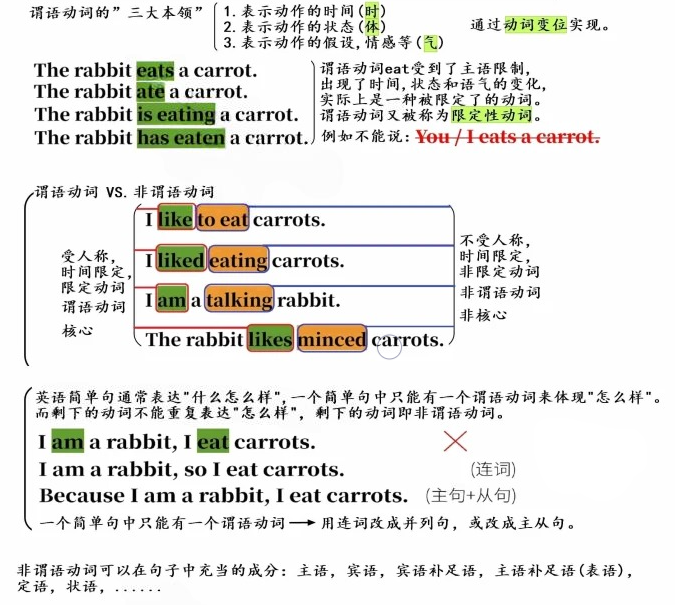 谓语动词的”三大本领”
1. 表示动作的时间(时)
2. 表示动作的状态(体)
3. 表示动作的假设,情感等(气)
通过动词变位实现。
The rabbit eats a carrot.
The rabbit ate a carrot.
The rabbit is eating a carrot.
The rabbit has eaten a carrot.
谓语动词eat受到了主语限制,
出现了时间,状态和语气的变化,
实际上是一种被限定了的动词。
谓语动词又被称为限定性动词。
例如不能说: You / I eats a carrot.
谓语动词 VS. 非谓语动词
受人称,
时间限定,
限定动词
谓语动词
核心
I like to eat carrots.
I liked eating carrots.
I am a talking rabbit.
The rabbit likes minced carrots.
不受人称,
时间限定,
非限定动词
非谓语动词
非核心
英语简单句通常表达"什么怎么样",一个简单句中只能有一个谓语动词来体现"怎么样"。
而剩下的动词不能重复表达"怎么样", 剩下的动词即非谓语动词。
I am a rabbit, I eat carrots.
I am a rabbit, so I eat carrots. (连词)
Because I am a rabbit, I eat carrots. (主句+从句)
一个简单句中只能有一个谓语动词 → 用连词改成并列句, 或改成主从句。
非谓语动词可以在句子中充当的成分: 主语, 宾语, 宾语补足语, 主语补足语(表语),
定语, 状语, ......